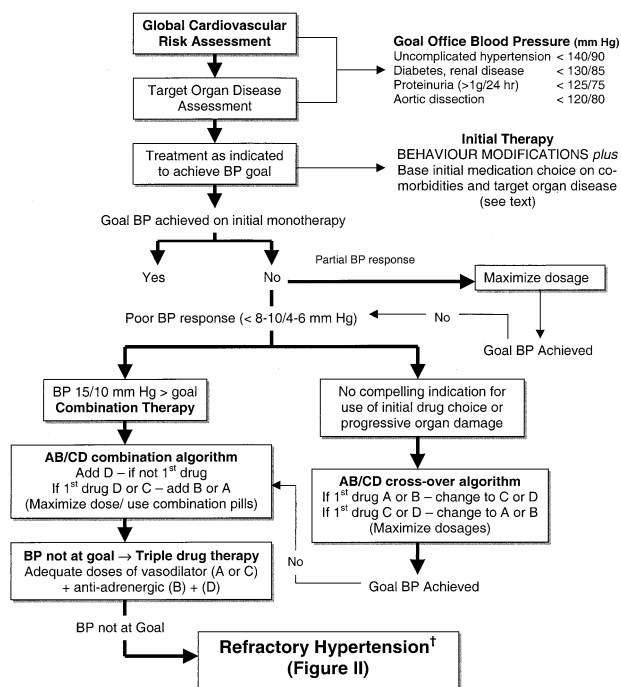 Global Cardiovascular
Risk Assessment
Goal Office Blood Pressure (mm Hg)
Uncomplicated hypertension < 140/90
Diabetes, renal disease < 130/85
Proteinuria (>1g/24 hr) < 125/75
Aortic dissection < 120/80
Target Organ Disease
Assessment
Treatment as indicated
to achieve BP goal
Initial Therapy
BEHAVIOUR MODIFICATIONS plus
Base initial medication choice on co-
morbidities and target organ disease
(see text)
Goal BP achieved on initial monotherapy
Yes
No
Partial BP response
Maximize dosage
Poor BP response (< 8-10/4-6 mm Hg)
No
Goal BP Achieved
BP 15/10 mm Hg > goal
Combination Therapy
No compelling indication for
use of initial drug choice or
progressive organ damage
AB/CD combination algorithm
Add D – if not 1st drug
If 1st drug D or C – add B or A
(Maximize dose/ use combination pills)
AB/CD cross-over algorithm
If 1st drug A or B – change to C or D
If 1st drug C or D – change to A or B
(Maximize dosages)
BP not at goal → Triple drug therapy
Adequate doses of vasodilator (A or C)
+ anti-adrenergic (B) + (D)
No
Goal BP Achieved
BP not at Goal
Refractory Hypertension†
(Figure II)